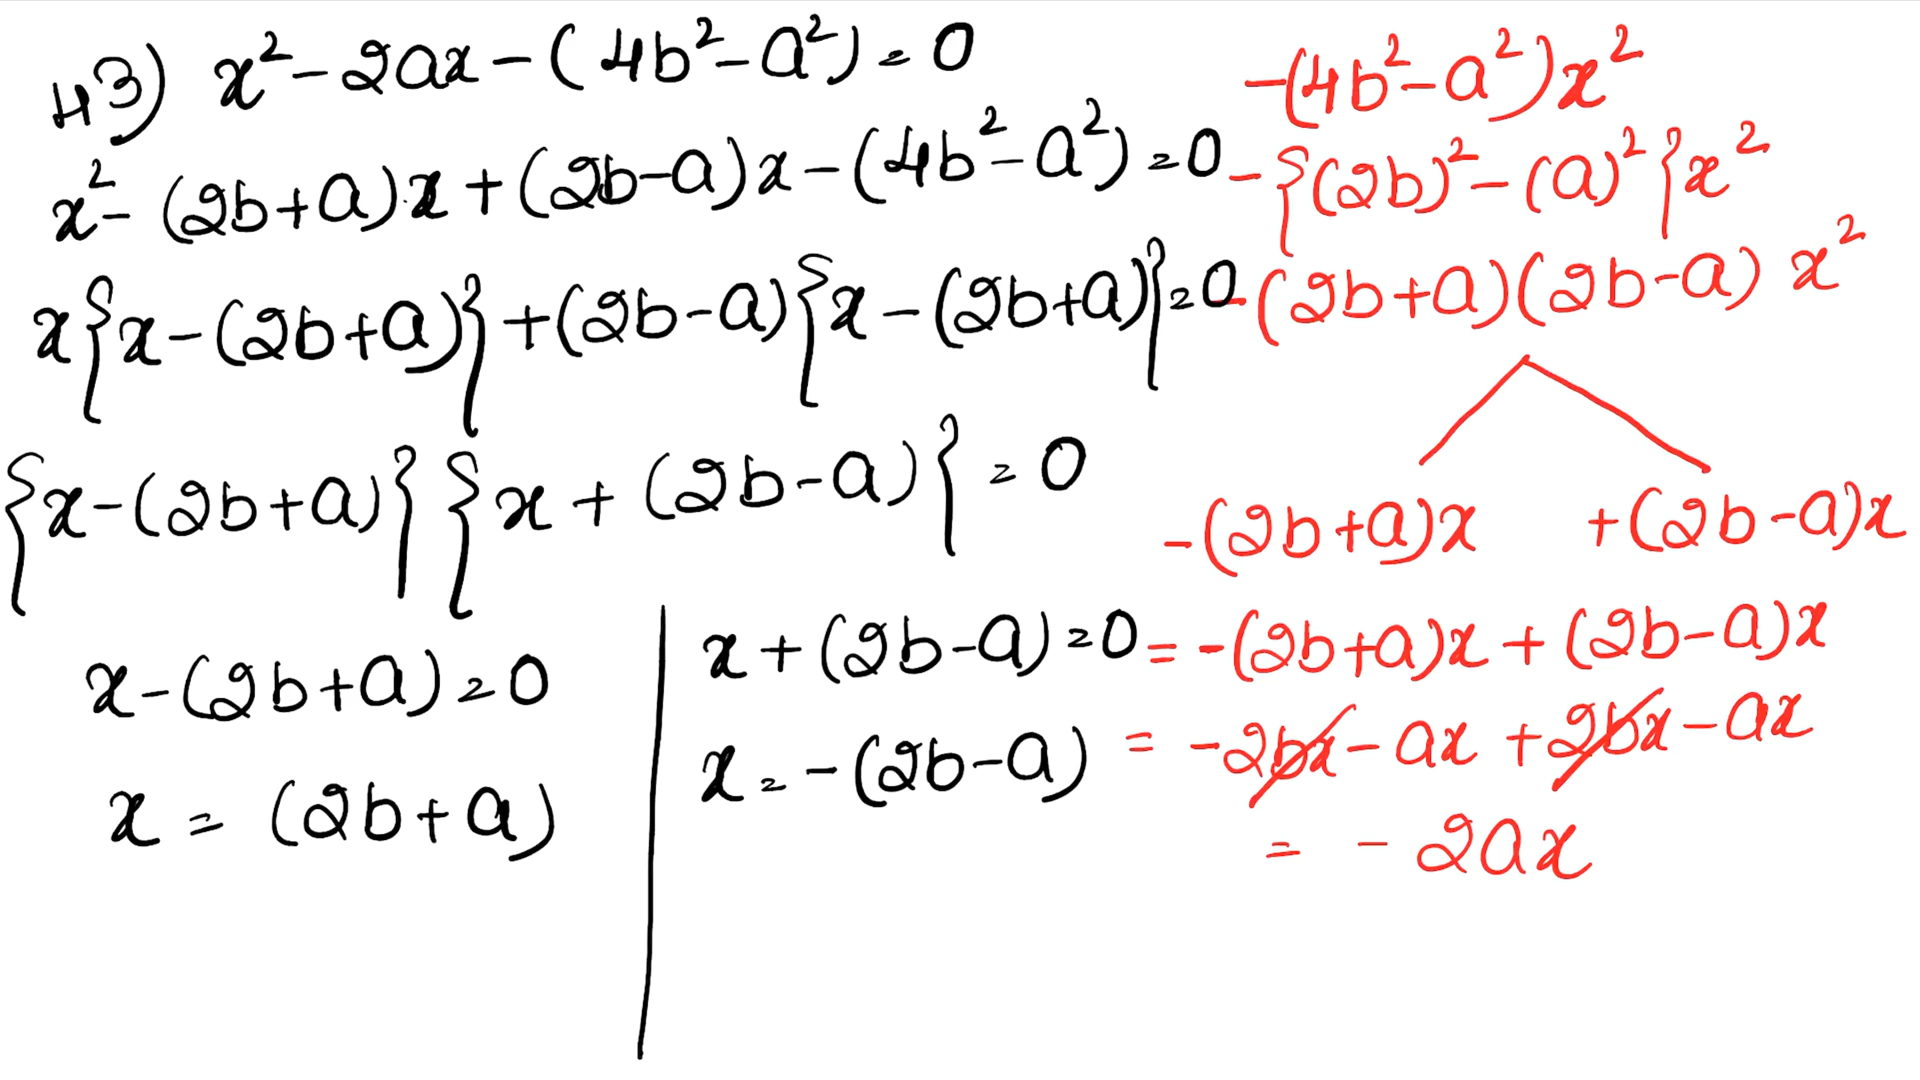 43) x² - 2ax - (4b² - a²) = 0
x² - (2b+a)x + (2b-a)x - (4b² - a²) = 0
x{x-(2b+a)} + (2b-a){x-(2b+a)} = 0
{x-(2b+a)} {x + (2b-a)} = 0
x-(2b+a) = 0
x = (2b+a)
x + (2b-a) = 0
x = -(2b-a)
-(4b² - a²)x²
-{(2b)² - (a)²}x²
-(2b+a)(2b-a) x²
-(2b+a)x +(2b-a)x
= -(2b+a)x + (2b-a)x
= -2bx - ax + 2bx - ax
= - 2ax